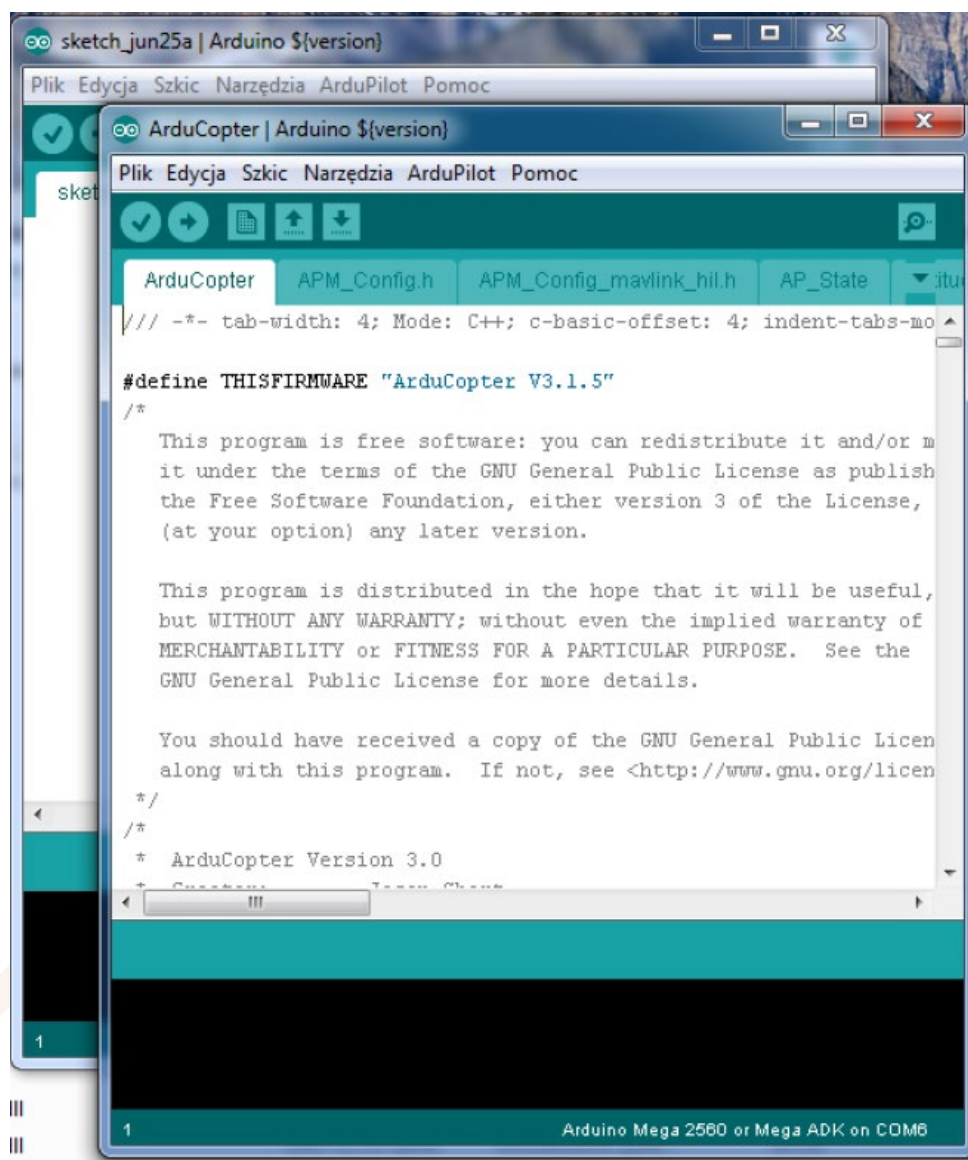 sketch_jun25a | Arduino ${version}
Plik Edycja Szkic Narzędzia ArduPilot Pomoc
sket
ArduCopter | Arduino ${version}
Plik Edycja Szkic Narzędzia ArduPilot Pomoc
ArduCopter APM_Config.h APM_Config_mavlink_hil.h AP_State titu
/// -*- tab-width: 4; Mode: C++; c-basic-offset: 4; indent-tabs-mo
#define THISFIRMWARE "ArduCopter V3.1.5"
/*
This program is free software: you can redistribute it and/or m
it under the terms of the GNU General Public License as publish
the Free Software Foundation, either version 3 of the License,
(at your option) any later version.
This program is distributed in the hope that it will be useful,
but WITHOUT ANY WARRANTY; without even the implied warranty of
MERCHANTABILITY or FITNESS FOR A PARTICULAR PURPOSE. See the
GNU General Public License for more details.
You should have received a copy of the GNU General Public Licen
along with this program. If not, see <http://www.gnu.org/licen
*/
/*
* ArduCopter Version 3.0
1
1
Arduino Mega 2560 or Mega ADK on COM6